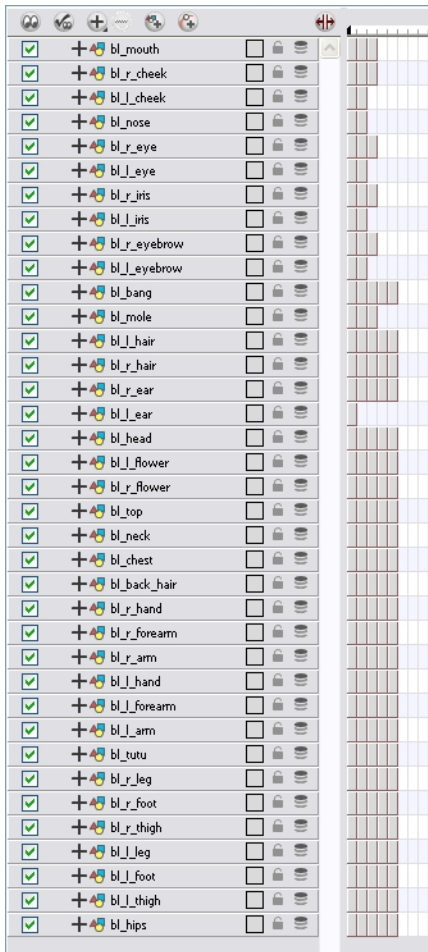 bl_mouth
bl_r_cheek
bl_l_cheek
bl_nose
bl_r_eye
bl_l_eye
bl_r_iris
bl_l_iris
bl_r_eyebrow
bl_l_eyebrow
bl_bang
bl_mole
bl_l_hair
bl_r_hair
bl_r_ear
bl_l_ear
bl_head
bl_l_flower
bl_r_flower
bl_top
bl_neck
bl_chest
bl_back_hair
bl_r_hand
bl_r_forearm
bl_r_arm
bl_l_hand
bl_l_forearm
bl_l_arm
bl_tutu
bl_r_leg
bl_r_foot
bl_r_thigh
bl_l_leg
bl_l_foot
bl_l_thigh
bl_hips